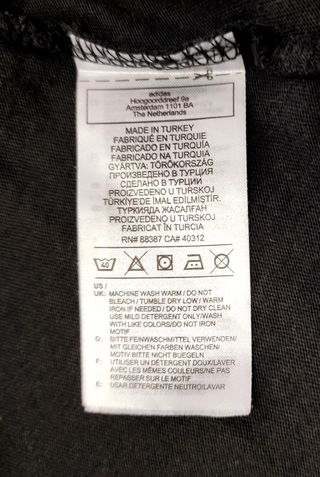 adidas
Hoogoorddreef 9a
Amsterdam 1101 BA
The Netherlands
MADE IN TURKEY
FABRIQUÉ EN TURQUIE
FABRICADO EN TURQUÍA
FABRICADO NA TURQUIA
GYÁRTVA: TÖRÖKORSZÁG
ПРОИЗВЕДЕНО В ТУРЦИЯ
СДЕЛАНО В ТУРЦИИ
PROIZVEDENO U TURSKOJ
TÜRKİYE'DE İMAL EDİLMİŞTİR.
ТУРКИЯДА ЖАСАЛҒАН
PROIZVEDENO U TURSKOJ
FABRICAT ÎN TURCIA
RN# 88387 CA# 40312
40
US /
UK: MACHINE WASH WARM / DO NOT
BLEACH / TUMBLE DRY LOW / WARM
IRON IF NEEDED / DO NOT DRY CLEAN
USE MILD DETERGENT ONLY/WASH
WITH LIKE COLORS/DO NOT IRON
MOTIF
D: BITTE FEINWASCHMITTEL VERWENDEN/
MIT GLEICHEN FARBEN WASCHEN/
MOTIV BITTE NICHT BUEGELN
F: UTILISER UN DÉTERGENT DOUX/LAVER
AVEC LES MÊMES COULEURS/NE PAS
REPASSER SUR LE MOTIF
E: USAR DETERGENTE NEUTRO/LAVAR